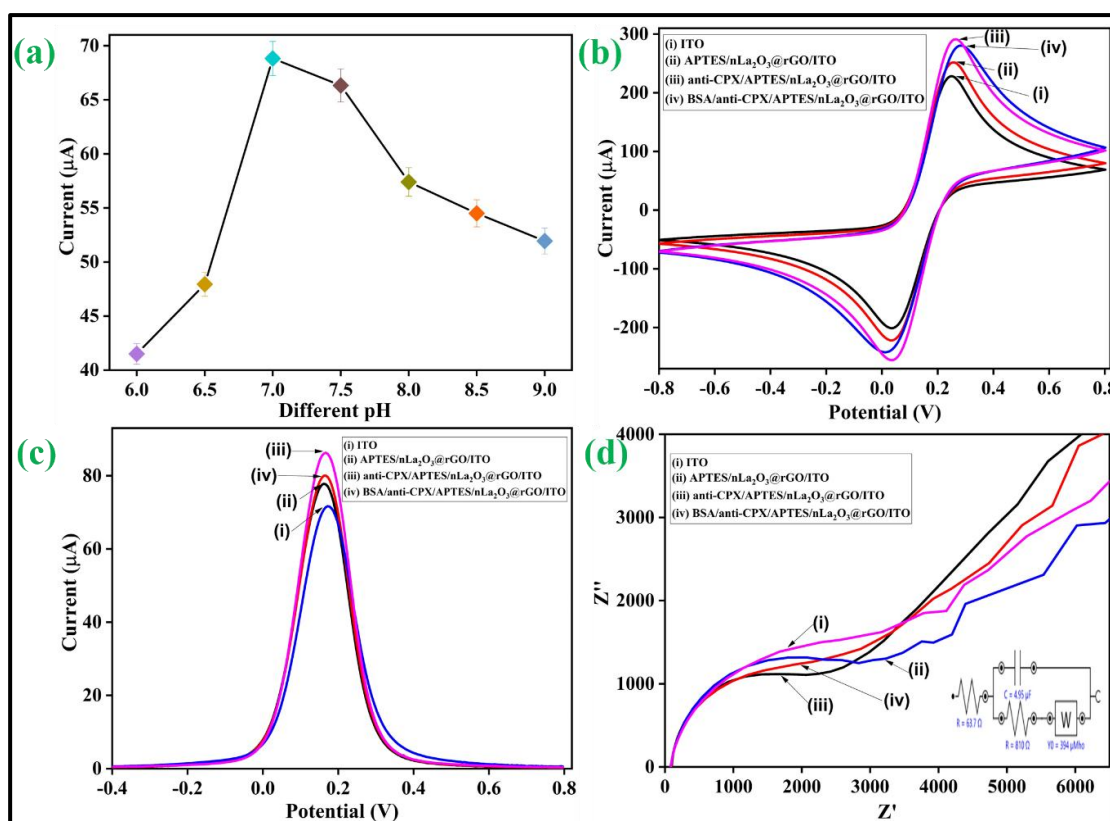 (a)
70
65
60
55
50
45
40
Current (μA)
6.0 6.5 7.0 7.5 8.0 8.5 9.0
Different pH
(b)
300
200
100
0
-100
-200
Current (μA)
(i) ITO
(ii) APTES/nLa₂O₃@rGO/ITO
(iii) anti-CPX/APTES/nLa₂O₃@rGO/ITO
(iv) BSA/anti-CPX/APTES/nLa₂O₃@rGO/ITO
(iii)
(iv)
(ii)
(i)
-0.8 -0.6 -0.4 -0.2 0.0 0.2 0.4 0.6 0.8
Potential (V)
(c)
80
60
40
20
0
Current (μA)
(i) ITO
(ii) APTES/nLa₂O₃@rGO/ITO
(iii) anti-CPX/APTES/nLa₂O₃@rGO/ITO
(iv) BSA/anti-CPX/APTES/nLa₂O₃@rGO/ITO
(iii)
(iv)
(ii)
(i)
-0.4 -0.2 0.0 0.2 0.4 0.6 0.8
Potential (V)
(d)
4000
3000
2000
1000
0
Z''
(i) ITO
(ii) APTES/nLa₂O₃@rGO/ITO
(iii) anti-CPX/APTES/nLa₂O₃@rGO/ITO
(iv) BSA/anti-CPX/APTES/nLa₂O₃@rGO/ITO
(i)
(ii)
(iv)
(iii)
C = 4.95 μF
R = 63.7 Ω
W
R = 810 Ω
Y0 = 394 μMho
0 1000 2000 3000 4000 5000 6000
Z'